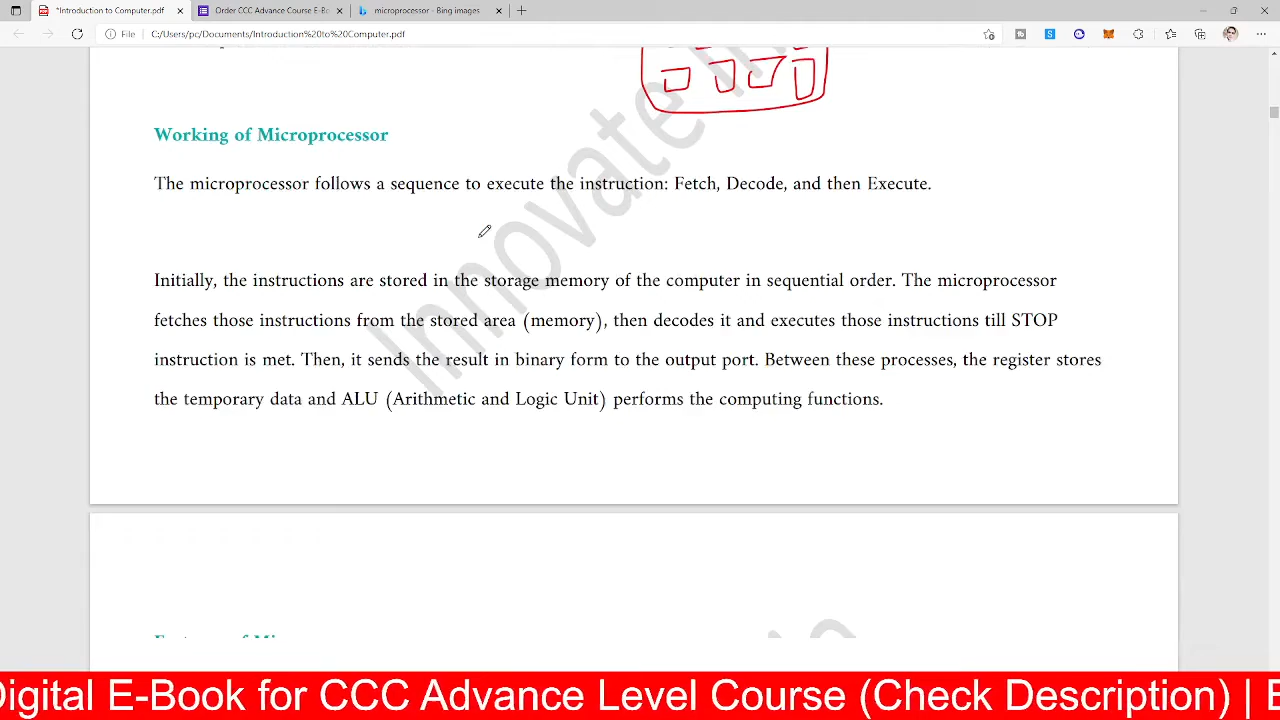 *Introduction to Computer.pdf
Order CCC Advance Course E-B
microprocessor - Bing images
File
C:/Users/pc/Documents/Introduction%20to%20Computer.pdf
Working of Microprocessor
The microprocessor follows a sequence to execute the instruction: Fetch, Decode, and then Execute.
Initially, the instructions are stored in the storage memory of the computer in sequential order. The microprocessor
fetches those instructions from the stored area (memory), then decodes it and executes those instructions till STOP
instruction is met. Then, it sends the result in binary form to the output port. Between these processes, the register stores
the temporary data and ALU (Arithmetic and Logic Unit) performs the computing functions.
Innovate
Digital E-Book for CCC Advance Level Course (Check Description) | E